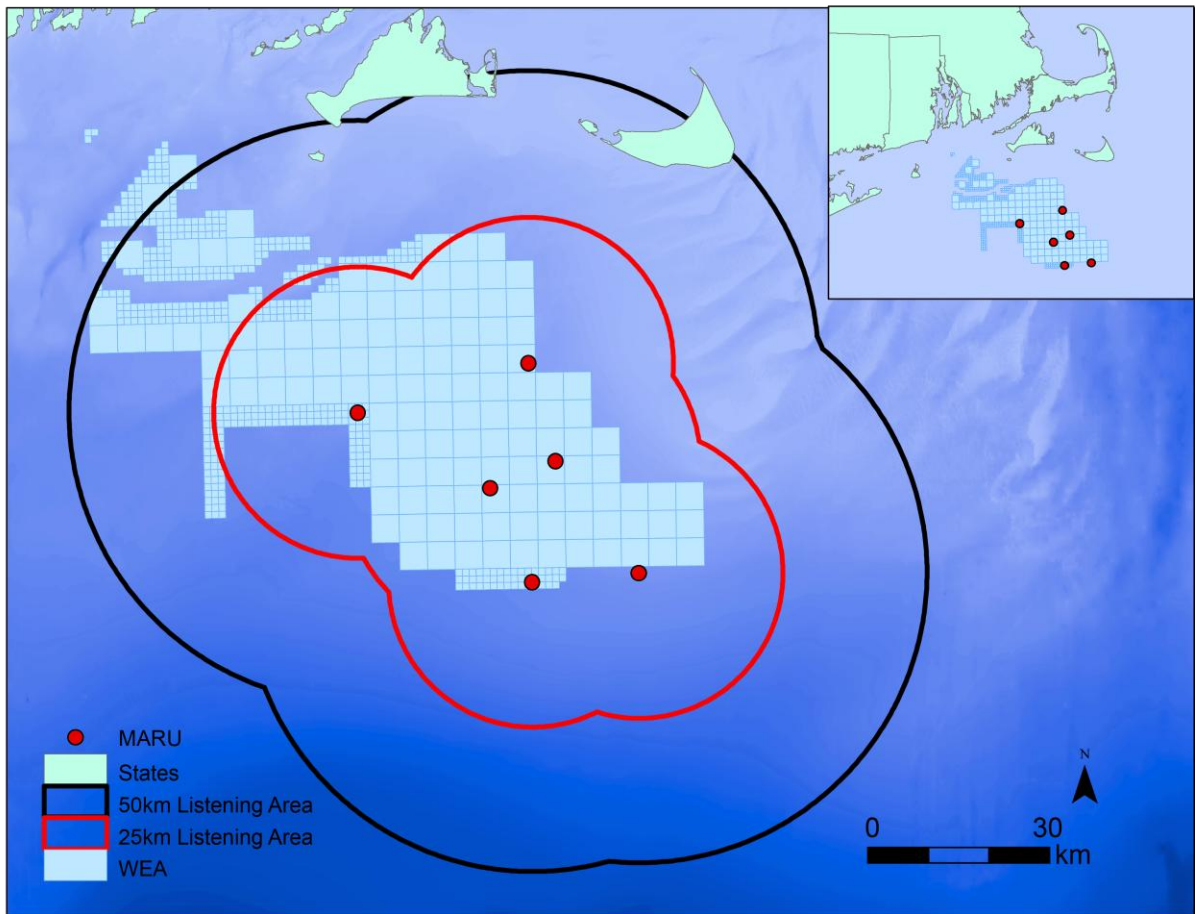 MARU
States
50km Listening Area
25km Listening Area
WEA
N
0 30
km